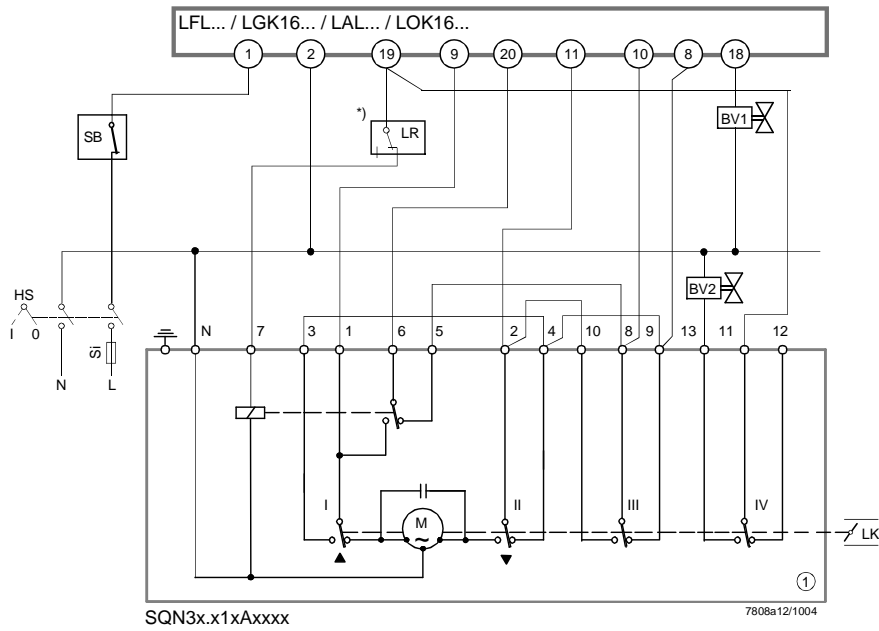 LFL... / LGK16... / LAL... / LOK16...
1 2 19 9 20 11 10 8 18
*)
SB
LR
BV1
BV2
HS
I 0
Si
N L
N 7 3 1 6 5 2 4 10 8 9 13 11 12
I II III IV
M
~
LK
1
SQN3x.x1xAxxxx
7808a12/1004